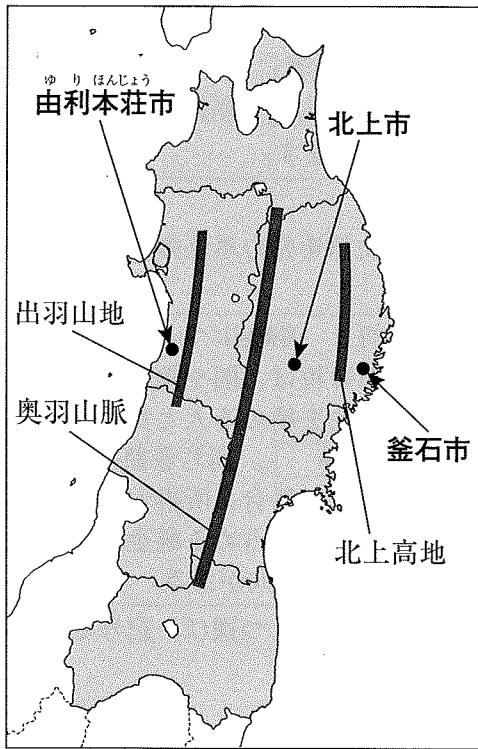 ゆりほんじょう
由利本荘市
北上市
出羽山地
奥羽山脈
釜石市
北上高地